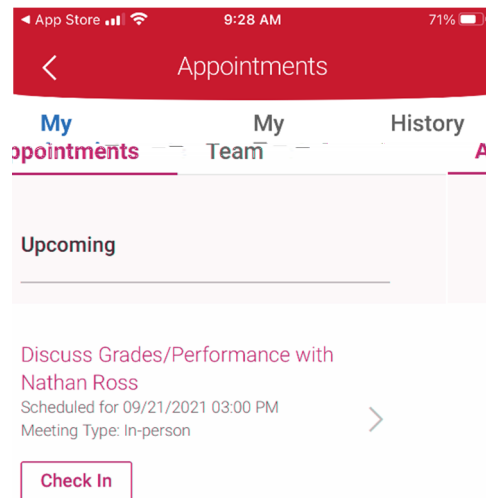 ◀ App Store 9:28 AM 71%
Appointments
My My History
ppointments Team A
Upcoming
Discuss Grades/Performance with
Nathan Ross
Scheduled for 09/21/2021 03:00 PM
Meeting Type: In-person
Check In